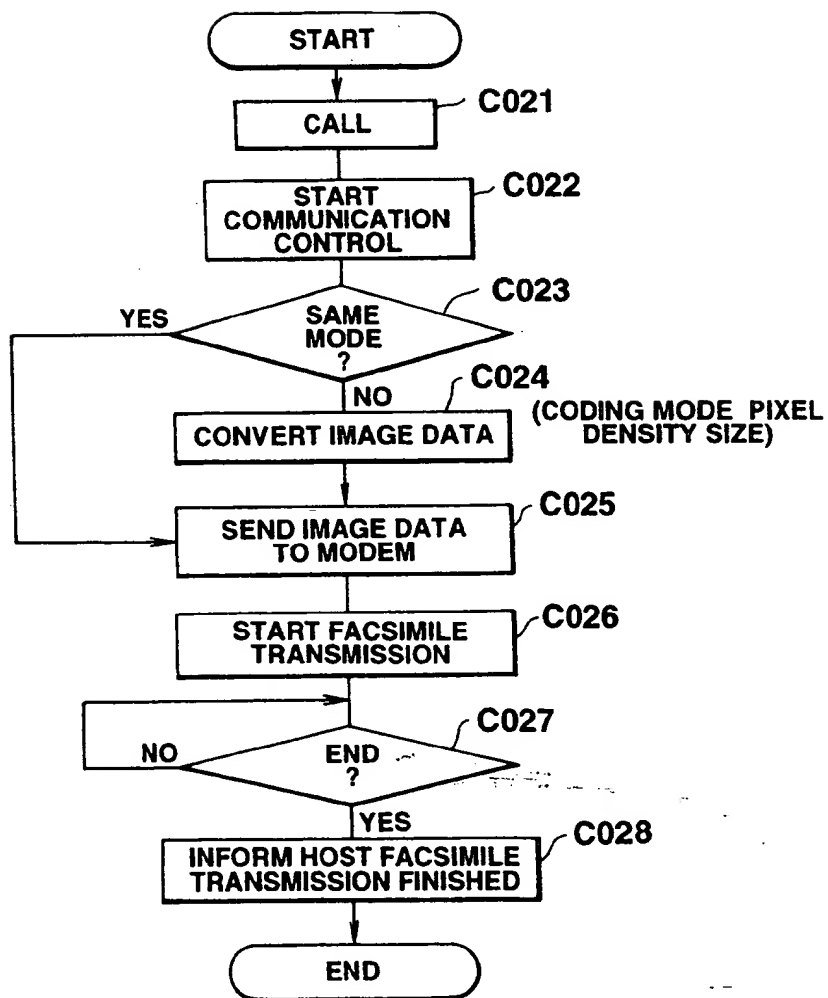 START
C021
CALL
C022
START
COMMUNICATION
CONTROL
C023
YES
SAME
MODE
?
C024
NO
(CODING MODE PIXEL
DENSITY SIZE)
CONVERT IMAGE DATA
C025
SEND IMAGE DATA
TO MODEM
C026
START FACSIMILE
TRANSMISSION
C027
NO
END
?
YES
C028
INFORM HOST FACSIMILE
TRANSMISSION FINISHED
END